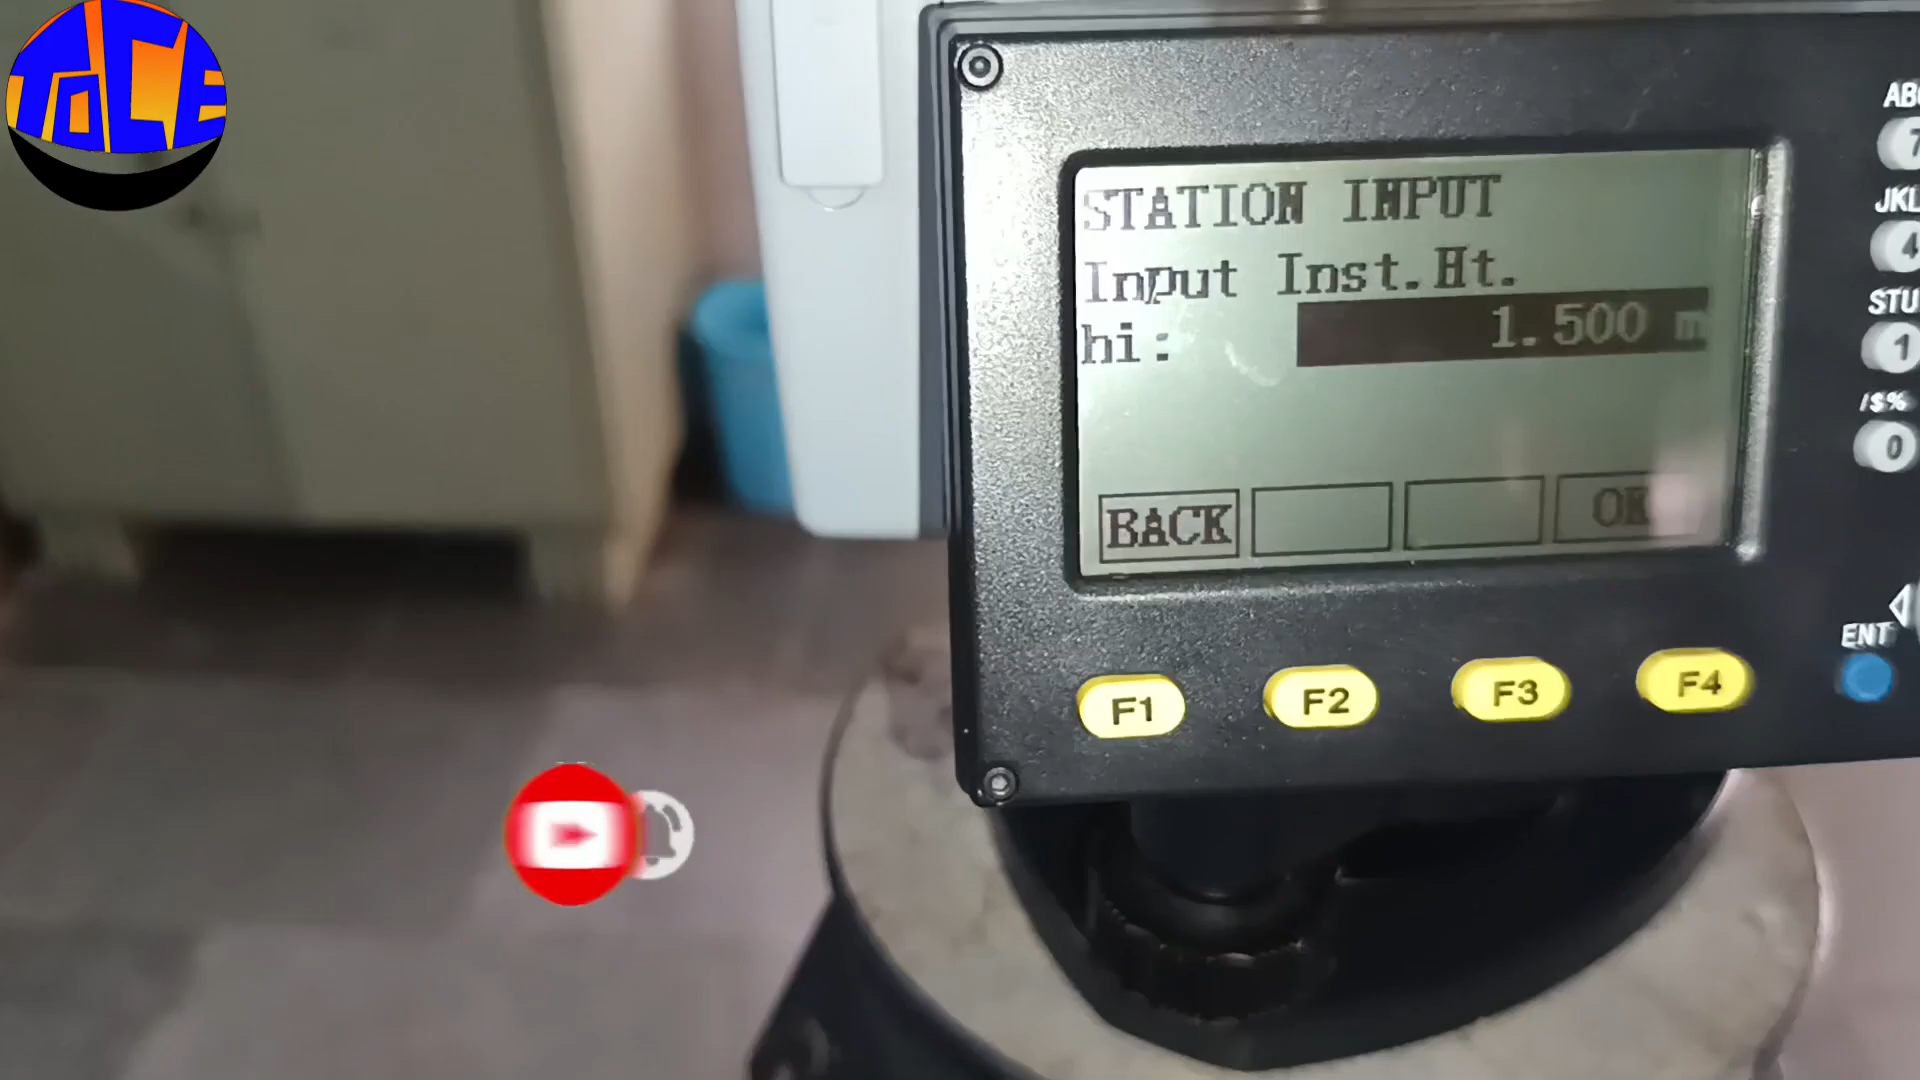 TOCE
STATION INPUT
Input Inst.Ht.
hi: 1.500 m
BACK
OK
F1
F2
F3
F4
ENT
7
JKL
4
STU
1
/$%
0